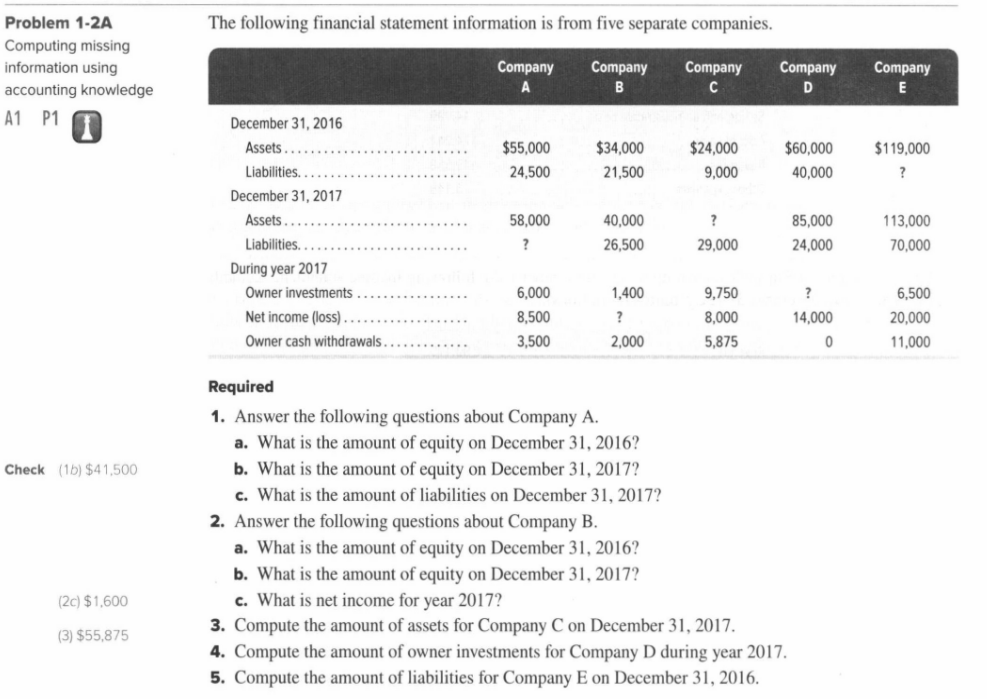 Problem 1-2A
Computing missing
information using
accounting knowledge
A1 P1
The following financial statement information is from five separate companies.
Company A Company B Company C Company D Company E
December 31, 2016
Assets........................ $55,000 $34,000 $24,000 $60,000 $119,000
Liabilities....................... 24,500 21,500 9,000 40,000 ?
December 31, 2017
Assets........................ 58,000 40,000 ? 85,000 113,000
Liabilities....................... ? 26,500 29,000 24,000 70,000
During year 2017
Owner investments ................ 6,000 1,400 9,750 ? 6,500
Net income (loss)................... 8,500 ? 8,000 14,000 20,000
Owner cash withdrawals............. 3,500 2,000 5,875 0 11,000
Required
1. Answer the following questions about Company A.
a. What is the amount of equity on December 31, 2016?
Check (1b) $41,500
b. What is the amount of equity on December 31, 2017?
c. What is the amount of liabilities on December 31, 2017?
2. Answer the following questions about Company B.
a. What is the amount of equity on December 31, 2016?
b. What is the amount of equity on December 31, 2017?
(2c) $1,600
c. What is net income for year 2017?
(3) $55,875
3. Compute the amount of assets for Company C on December 31, 2017.
4. Compute the amount of owner investments for Company D during year 2017.
5. Compute the amount of liabilities for Company E on December 31, 2016.